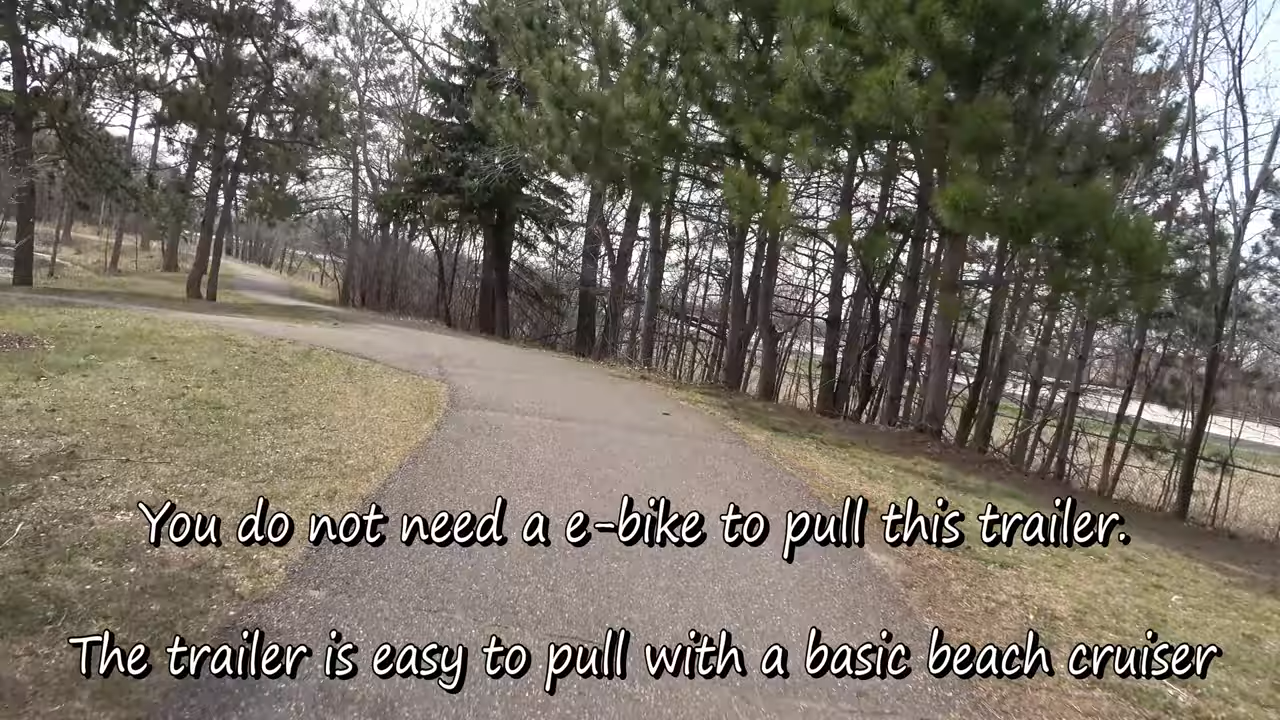 You do not need a e-bike to pull this trailer.
The trailer is easy to pull with a basic beach cruiser